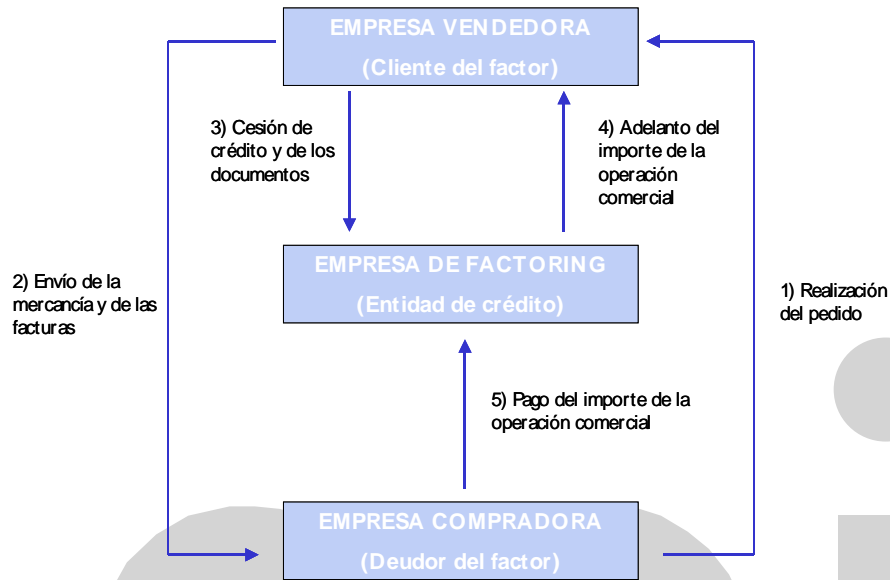 EMPRESA VENDEDORA
(Cliente del factor)
3) Cesión de
crédito y de los
documentos
4) Adelanto del
importe de la
operación
comercial
EMPRESA DE FACTORING
(Entidad de crédito)
2) Envío de la
mercancía y de las
facturas
1) Realización
del pedido
5) Pago del importe de la
operación comercial
EMPRESA COMPRADORA
(Deudor del factor)